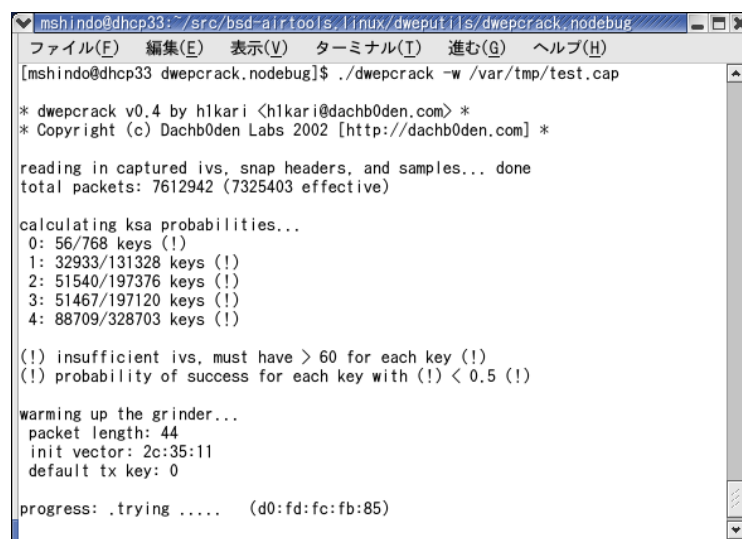 mshindo@dhcp33:~/src/bsd-airtools.linux/dweputils/dwepcrack.nodebug
ファイル(F) 編集(E) 表示(V) ターミナル(T) 進む(G) ヘルプ(H)
[mshindo@dhcp33 dwepcrack.nodebug]$ ./dwepcrack -w /var/tmp/test.cap
* dwepcrack v0.4 by h1kari <h1kari@dachb0den.com> *
* Copyright (c) Dachb0den Labs 2002 [http://dachb0den.com] *
reading in captured ivs, snap headers, and samples... done
total packets: 7612942 (7325403 effective)
calculating ksa probabilities...
0: 56/768 keys (!)
1: 32933/131328 keys (!)
2: 51540/197376 keys (!)
3: 51467/197120 keys (!)
4: 88709/328703 keys (!)
(!) insufficient ivs, must have > 60 for each key (!)
(!) probability of success for each key with (!) < 0.5 (!)
warming up the grinder...
packet length: 44
init vector: 2c:35:11
default tx key: 0
progress: .trying ..... (d0:fd:fc:fb:85)